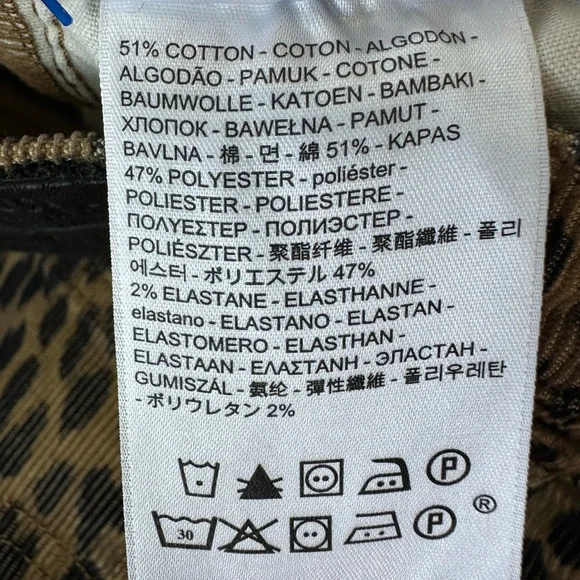 51% COTTON - COTON - ALGODÓN -
ALGODÃO - PAMUK - COTONE -
BAUMWOLLE - KATOEN - BAMBAKI -
ХЛОПОК - BAWEŁNA - PAMUT -
BAVLNA - 棉 - 면 - 綿 51% - KAPAS
47% POLYESTER - poliéster -
POLIESTER - POLIESTERE -
ΠΟΛΥΕΣΤΕΡ - ПОЛИЭСТЕР -
POLIÉSZTER - 聚酯纤维 - 聚酯纖維 - 폴리
에스터 - ポリエステル 47%
2% ELASTANE - ELASTHANNE -
elastano - ELASTANO - ELASTAN -
ELASTOMERO - ELASTHAN -
ELASTAAN - ΕΛΑΣΤΑΝΗ - ЭЛАСТАН -
GUMISZÁL - 氨纶 - 彈性纖維 - 폴리우레탄
- ポリウレタン 2%
P
30 P ®